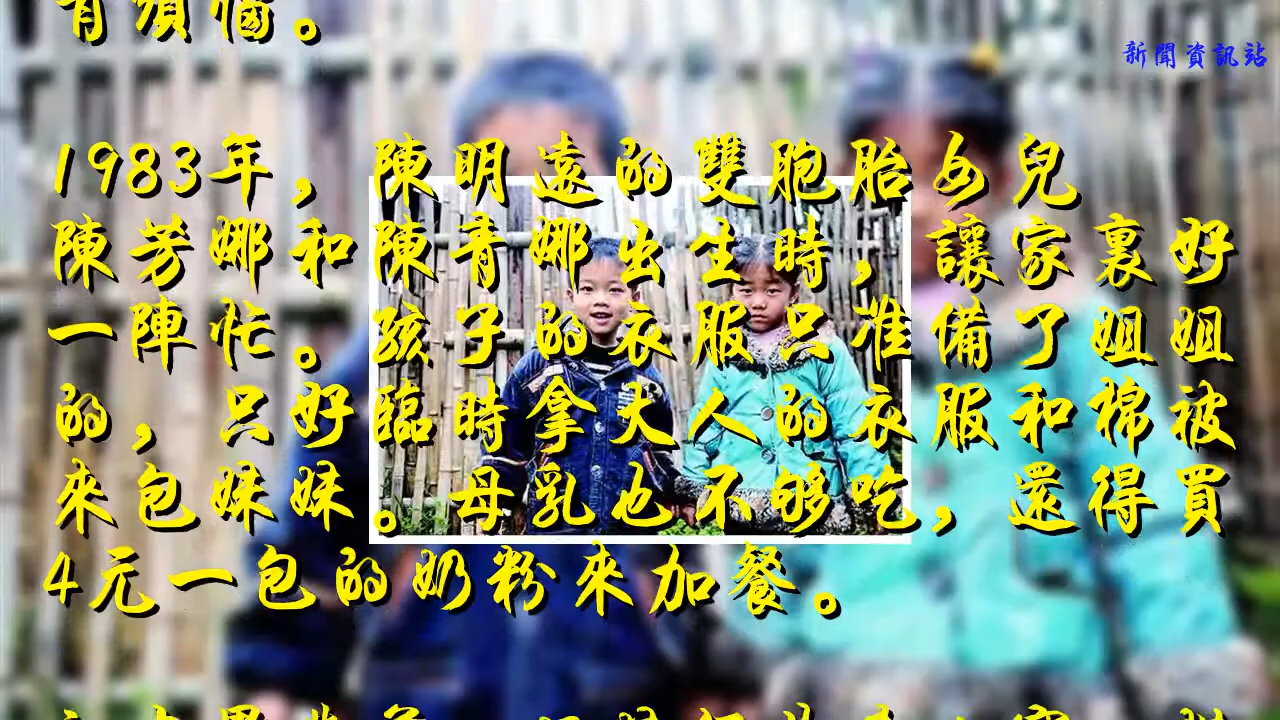 有煩惱。
新聞資訊站
1983年，陳明遠的雙胞胎女兒
陳芳娜和陳青娜出生時，讓家裏好
一陣忙。孩子的衣服只准備了姐姐
的，只好臨時拿大人的衣服和棉被
來包妹妹。母乳也不够吃，還得買
4元一包的奶粉來加餐。